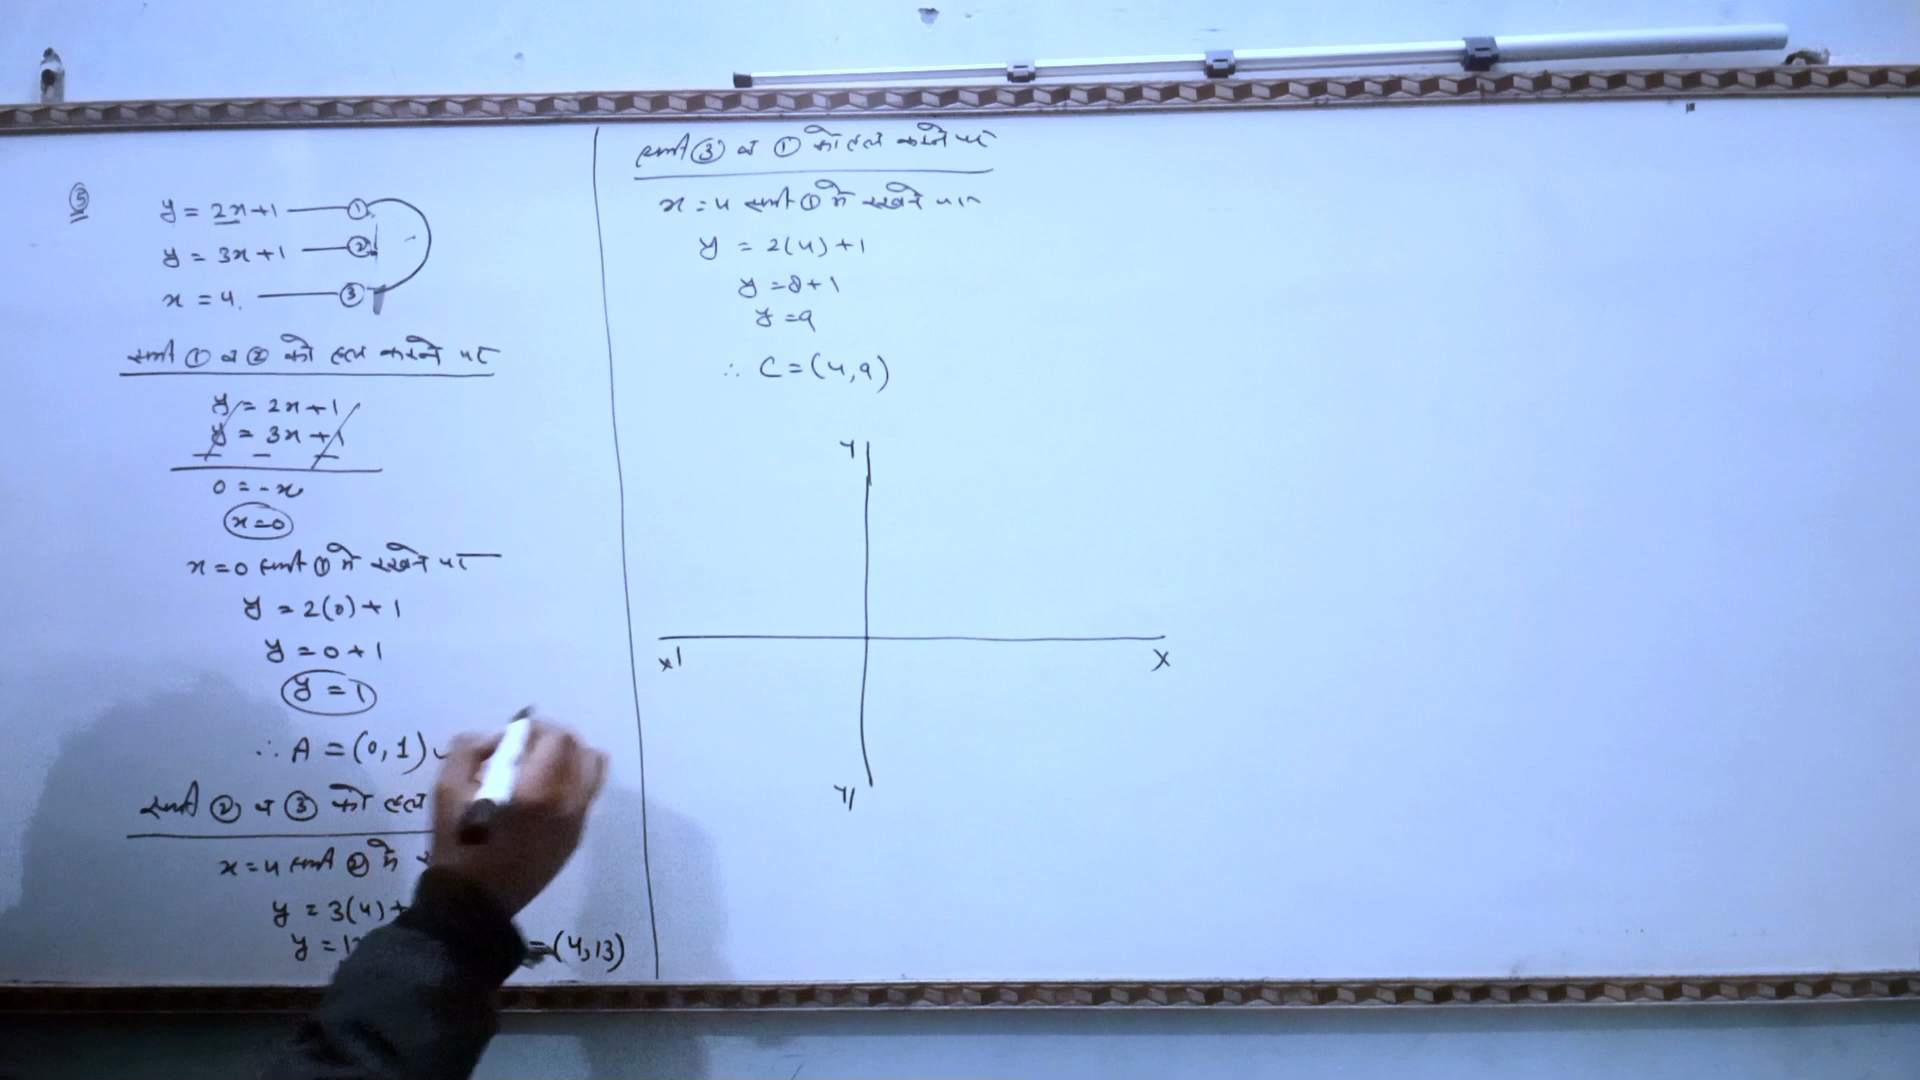 ⑤ y = 2x+1 —— ①
y = 3x+1 —— ②
x = 4. —— ③
समी ① व ② को हल करने पर
y = 2x+1
y = 3x+1
— — —
0 = -x
x=0
x=0 समी ① में रखने पर
y = 2(0)+1
y = 0+1
y = 1
∴ A = (0,1)
समी ② व ③ को हल
x=4 समी ② में
y = 3(4)+
y = 1
=(4,13)
समी ③ व ① को हल करने पर
x=4 समी ① में रखने पर
y = 2(4)+1
y = 8+1
y = 9
∴ C = (4,9)
Y
X' X
Y'